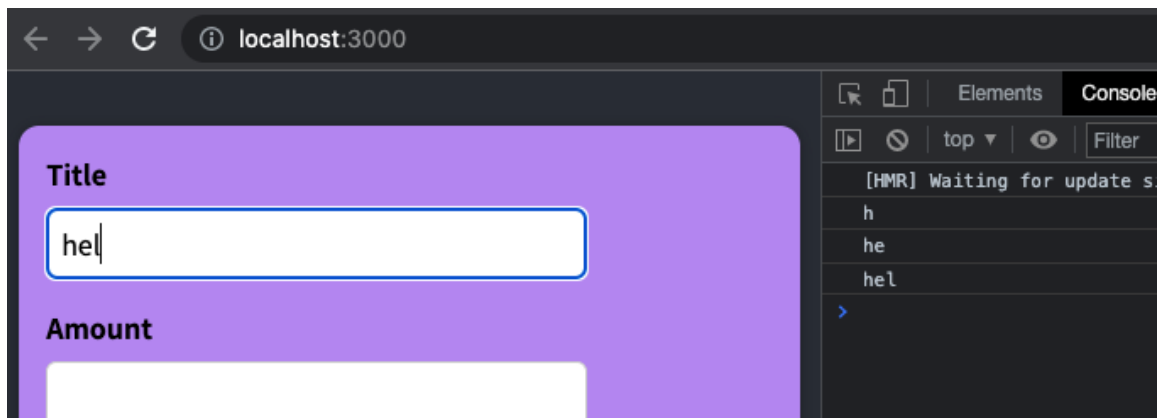 localhost:3000
Elements Console
top Filter
[HMR] Waiting for update
Title
h
hel
he
hel
Amount